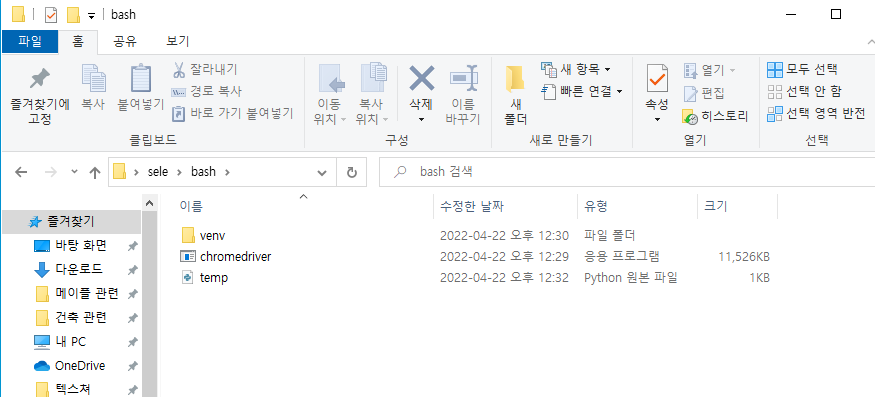 bash
파일 홈 공유 보기
즐겨찾기에 고정
복사
붙여넣기
잘라내기
경로 복사
바로 가기 붙여넣기
클립보드
이동 위치
복사 위치
삭제
이름 바꾸기
구성
새 폴더
새 항목
빠른 연결
새로 만들기
속성
열기
편집
히스토리
열기
모두 선택
선택 안 함
선택 영역 반전
선택
sele bash
bash 검색
즐겨찾기
바탕 화면
다운로드
메이플 관련
건축 관련
내 PC
OneDrive
텍스쳐
이름 수정한 날짜 유형 크기
venv 2022-04-22 오후 12:30 파일 폴더
chromedriver 2022-04-22 오후 12:29 응용 프로그램 11,526KB
temp 2022-04-22 오후 12:32 Python 원본 파일 1KB